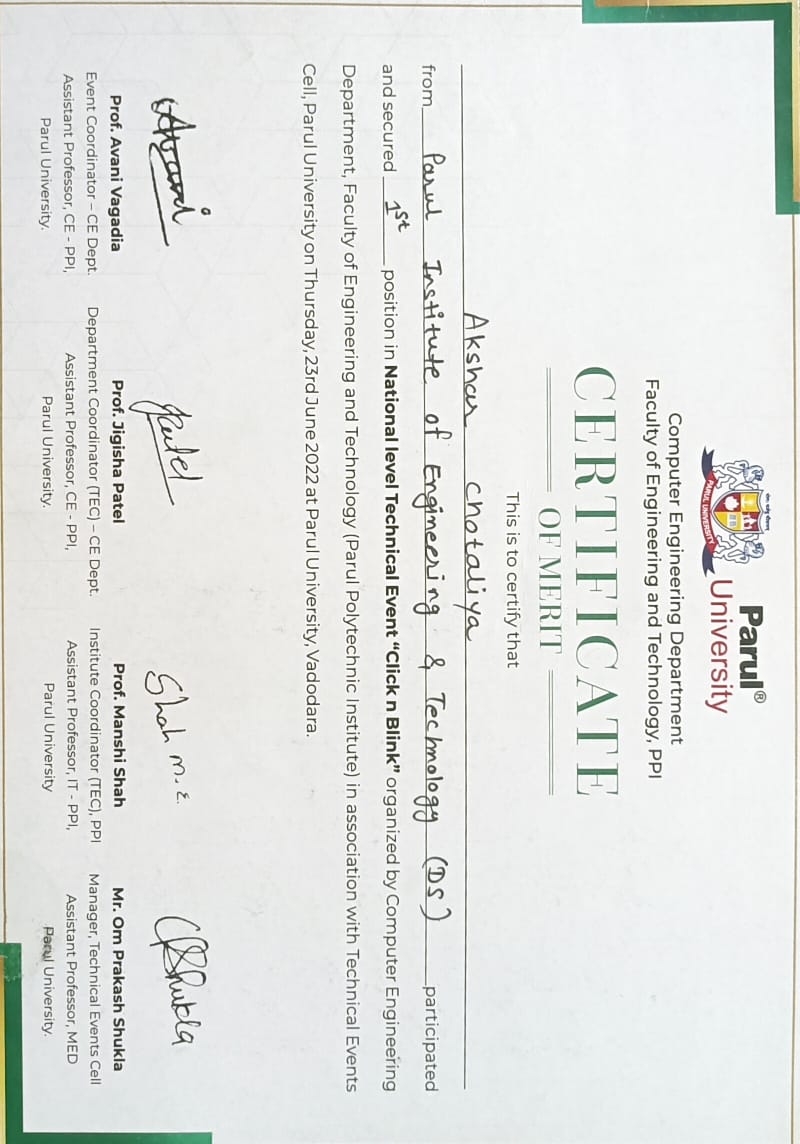 Parul®
University
PARUL UNIVERSITY
Computer Engineering Department
Faculty of Engineering and Technology, PPI
CERTIFICATE
OF MERIT
This is to certify that
Akshar Chotaliya
from Parul Institute of Engineering & Technology (DS) participated
and secured 1st position in National level Technical Event “Click n Blink” organized by Computer Engineering
Department, Faculty of Engineering and Technology (Parul Polytechnic Institute) in association with Technical Events
Cell, Parul University on Thursday, 23rd June 2022 at Parul University, Vadodara.
Shah M. E.
Prof. Avani Vagadia
Event Coordinator – CE Dept.
Assistant Professor, CE - PPI,
Parul University.
Prof. Jigisha Patel
Department Coordinator (TEC) – CE Dept.
Assistant Professor, CE - PPI,
Parul University.
Prof. Manshi Shah
Institute Coordinator (TEC), PPI
Assistant Professor, IT - PPI,
Parul University
Mr. Om Prakash Shukla
Manager, Technical Events Cell
Assistant Professor, MED
Parul University.